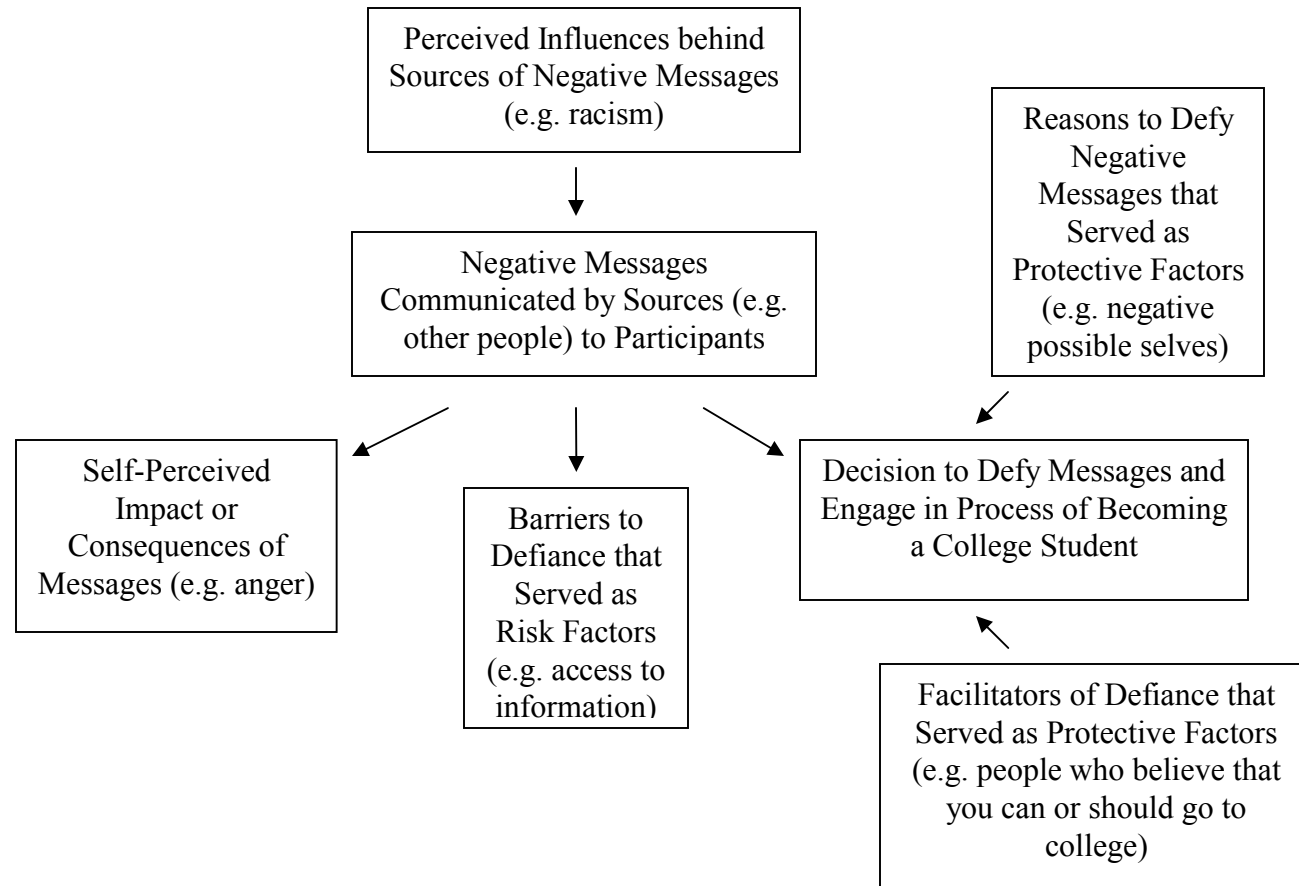 Perceived Influences behind
Sources of Negative Messages
(e.g. racism)
Reasons to Defy
Negative
Messages that
Served as
Protective Factors
(e.g. negative
possible selves)
Negative Messages
Communicated by Sources (e.g.
other people) to Participants
Self-Perceived
Impact or
Consequences of
Messages (e.g. anger)
Barriers to
Defiance that
Served as
Risk Factors
(e.g. access to
information)
Decision to Defy Messages and
Engage in Process of Becoming
a College Student
Facilitators of Defiance that
Served as Protective Factors
(e.g. people who believe that
you can or should go to
college)